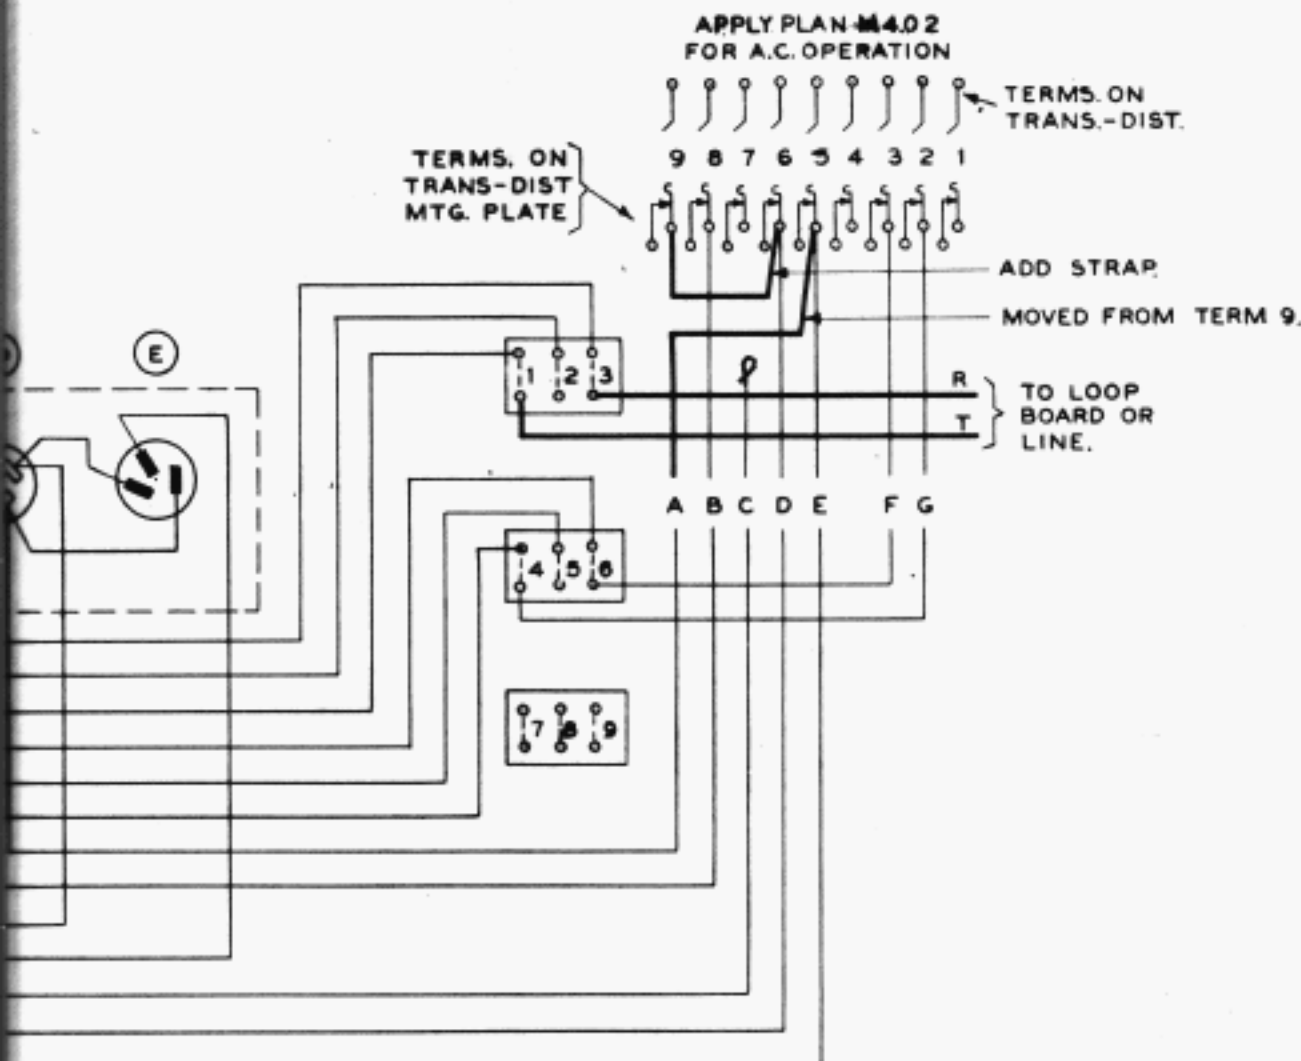 APPLY PLAN M4.02
FOR A.C. OPERATION
TERMS. ON
TRANS.-DIST.
9 8 7 6 5 4 3 2 1
TERMS. ON
TRANS-DIST
MTG. PLATE
ADD STRAP.
MOVED FROM TERM 9.
E
1 2 3
R
T
TO LOOP
BOARD OR
LINE.
A B C D E F G
4 5 6
7 8 9